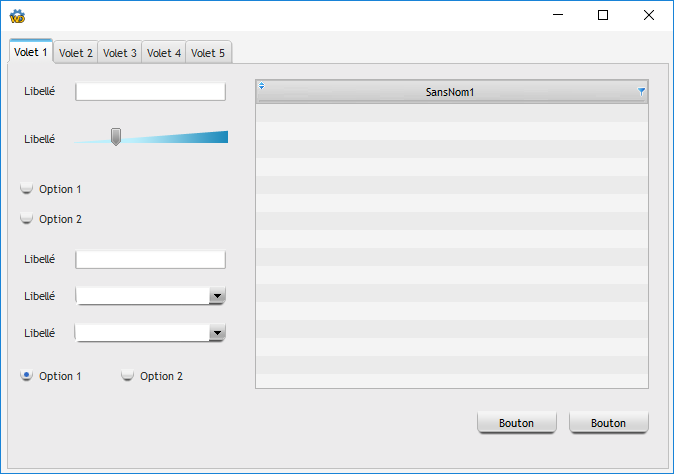 Volet 1 Volet 2 Volet 3 Volet 4 Volet 5
Libellé
SansNom1
Libellé
Option 1
Option 2
Libellé
Libellé
Libellé
Option 1 Option 2
Bouton Bouton